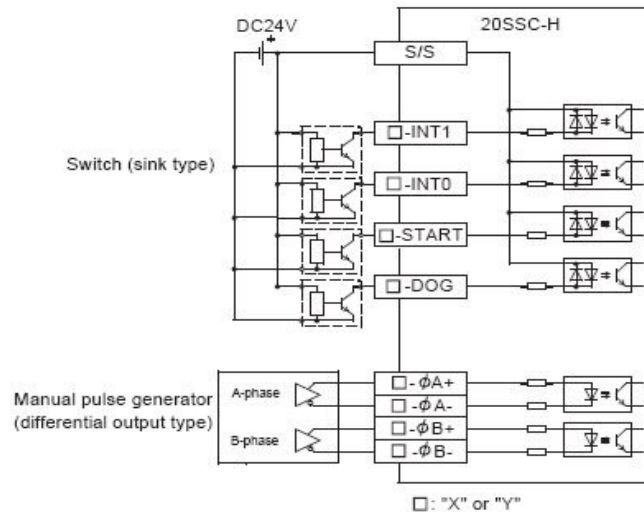 DC24V
+
20SSC-H
S/S
□-INT1
Switch (sink type)
□-INT0
□-START
□-DOG
Manual pulse generator
(differential output type)
A-phase
B-phase
□-ϕA+
□-ϕA-
□-ϕB+
□-ϕB-
□: "X" or "Y"